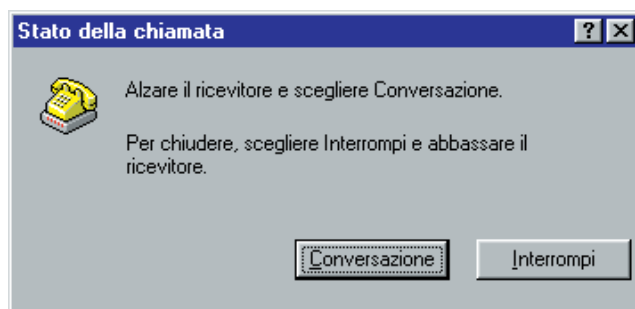 Stato della chiamata
Alzare il ricevitore e scegliere Conversazione.
Per chiudere, scegliere Interrompi e abbassare il
ricevitore.
Conversazione
Interrompi